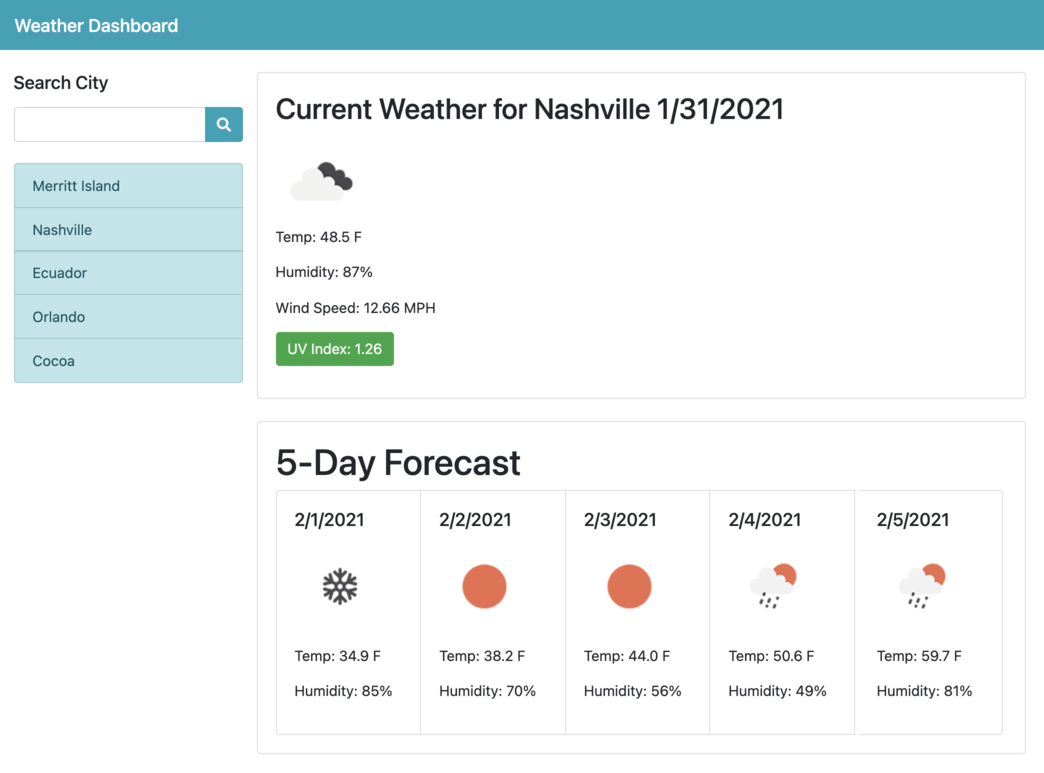 Weather Dashboard
Search City
Merritt Island
Nashville
Ecuador
Orlando
Cocoa
Current Weather for Nashville 1/31/2021
Temp: 48.5 F
Humidity: 87%
Wind Speed: 12.66 MPH
UV Index: 1.26
5-Day Forecast
2/1/2021
Temp: 34.9 F
Humidity: 85%
2/2/2021
Temp: 38.2 F
Humidity: 70%
2/3/2021
Temp: 44.0 F
Humidity: 56%
2/4/2021
Temp: 50.6 F
Humidity: 49%
2/5/2021
Temp: 59.7 F
Humidity: 81%